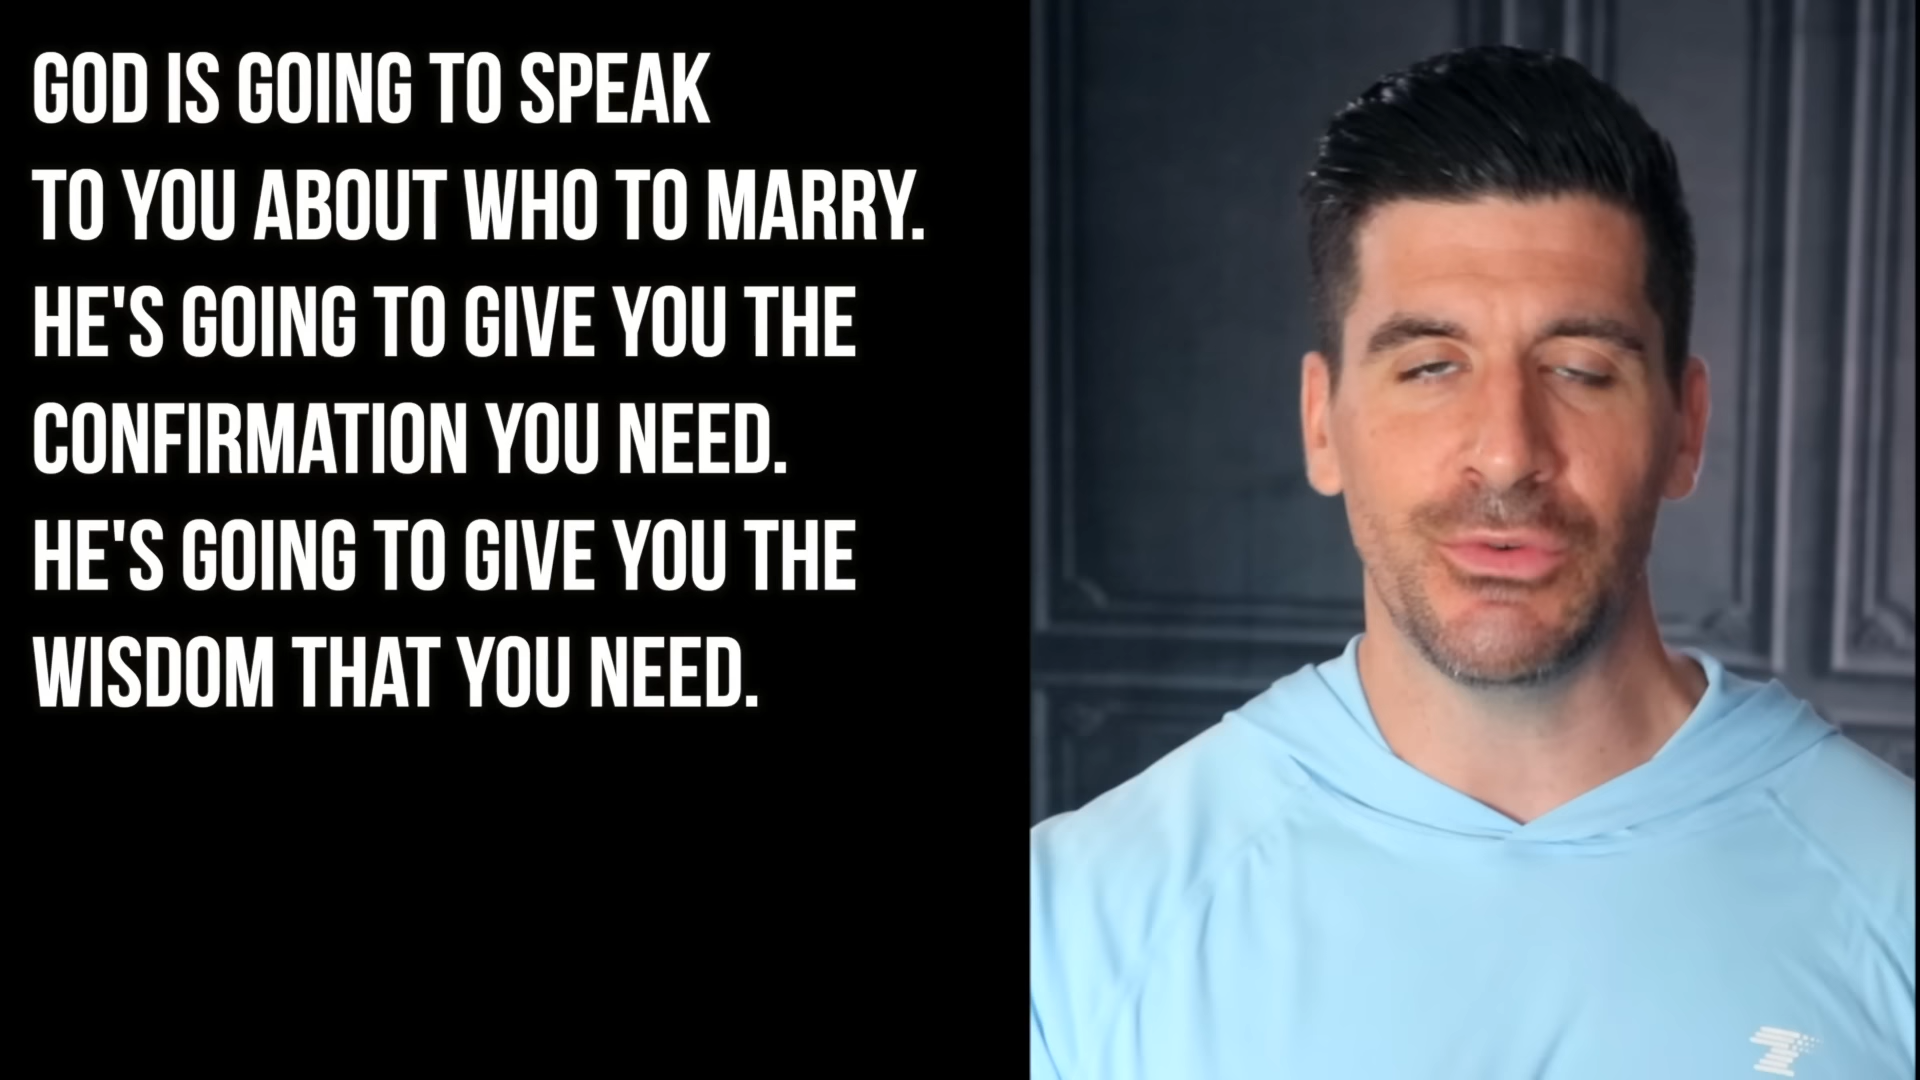 GOD IS GOING TO SPEAK
TO YOU ABOUT WHO TO MARRY.
HE'S GOING TO GIVE YOU THE
CONFIRMATION YOU NEED.
HE'S GOING TO GIVE YOU THE
WISDOM THAT YOU NEED.